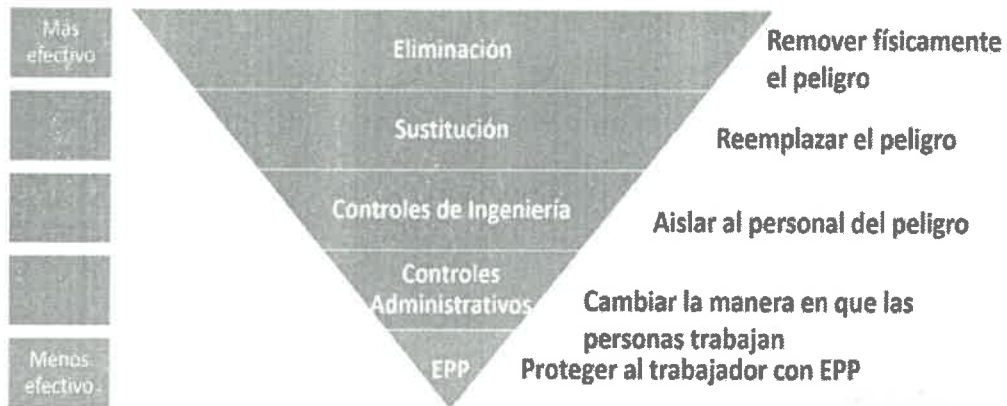 Más
efectivo
Eliminación
Remover físicamente
el peligro
Sustitución
Reemplazar el peligro
Controles de Ingeniería
Aislar al personal del peligro
Controles
Administrativos
Cambiar la manera en que las
personas trabajan
Menos
efectivo
EPP
Proteger al trabajador con EPP